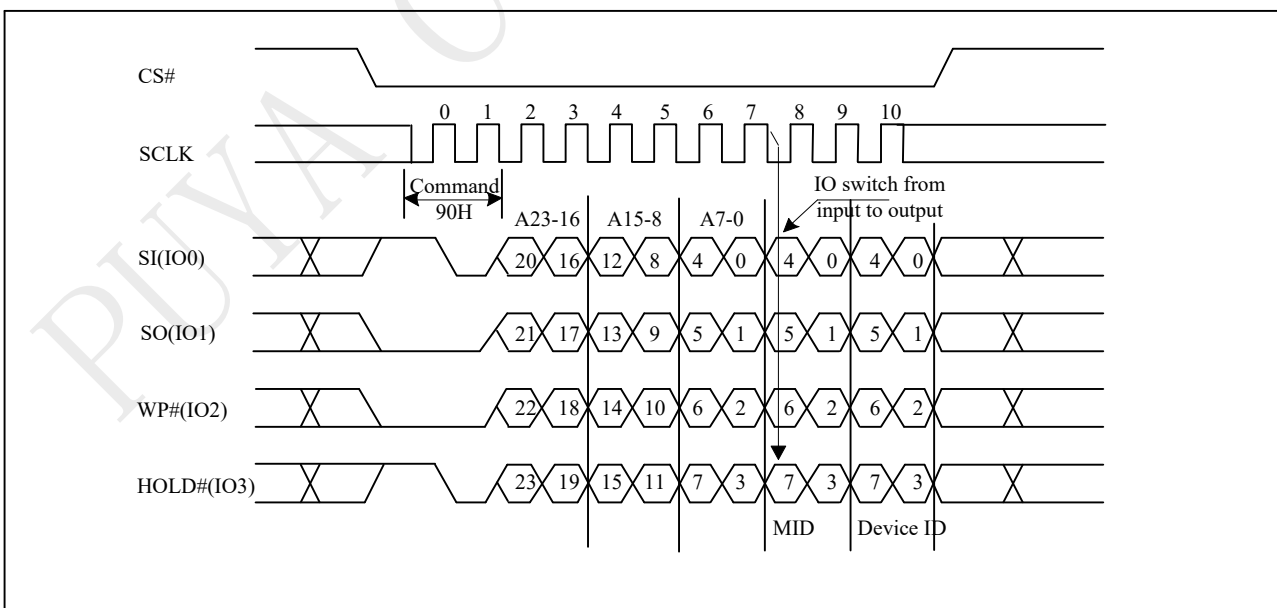 PUYA
CS#
0 1 2 3 4 5 6 7 8 9 10
SCLK
Command
90H
IO switch from
input to output
A23-16 A15-8 A7-0
SI(IO0) 20 16 12 8 4 0 4 0 4 0
SO(IO1) 21 17 13 9 5 1 5 1 5 1
WP#(IO2) 22 18 14 10 6 2 6 2 6 2
HOLD#(IO3) 23 19 15 11 7 3 7 3 7 3
MID Device ID